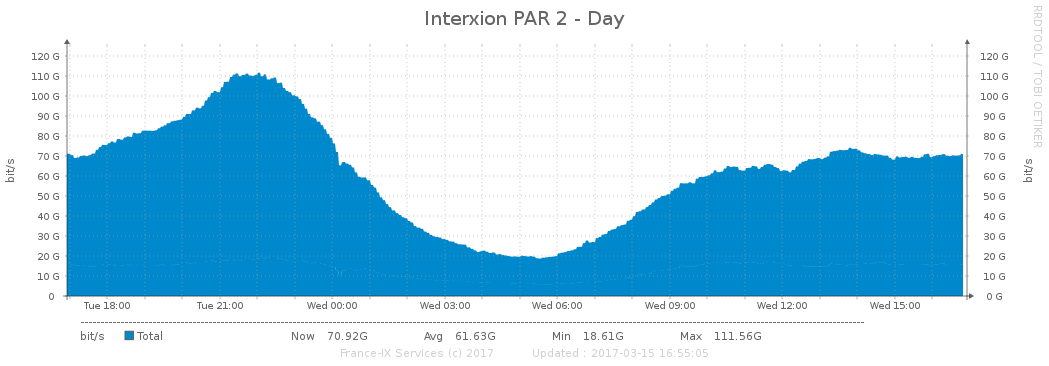 Interxion PAR 2 - Day
RRDTOOL / TOBI OETIKER
120 G 120 G
110 G 110 G
100 G 100 G
90 G 90 G
80 G 80 G
70 G 70 G
60 G 60 G
50 G 50 G
40 G 40 G
30 G 30 G
20 G 20 G
10 G 10 G
0 0 G
bit/s
bit/s
Tue 18:00 Tue 21:00 Wed 00:00 Wed 03:00 Wed 06:00 Wed 09:00 Wed 12:00 Wed 15:00
bit/s Total Now 70.92G Avg 61.63G Min 18.61G Max 111.56G
France-IX Services (c) 2017 Updated : 2017-03-15 16:55:05